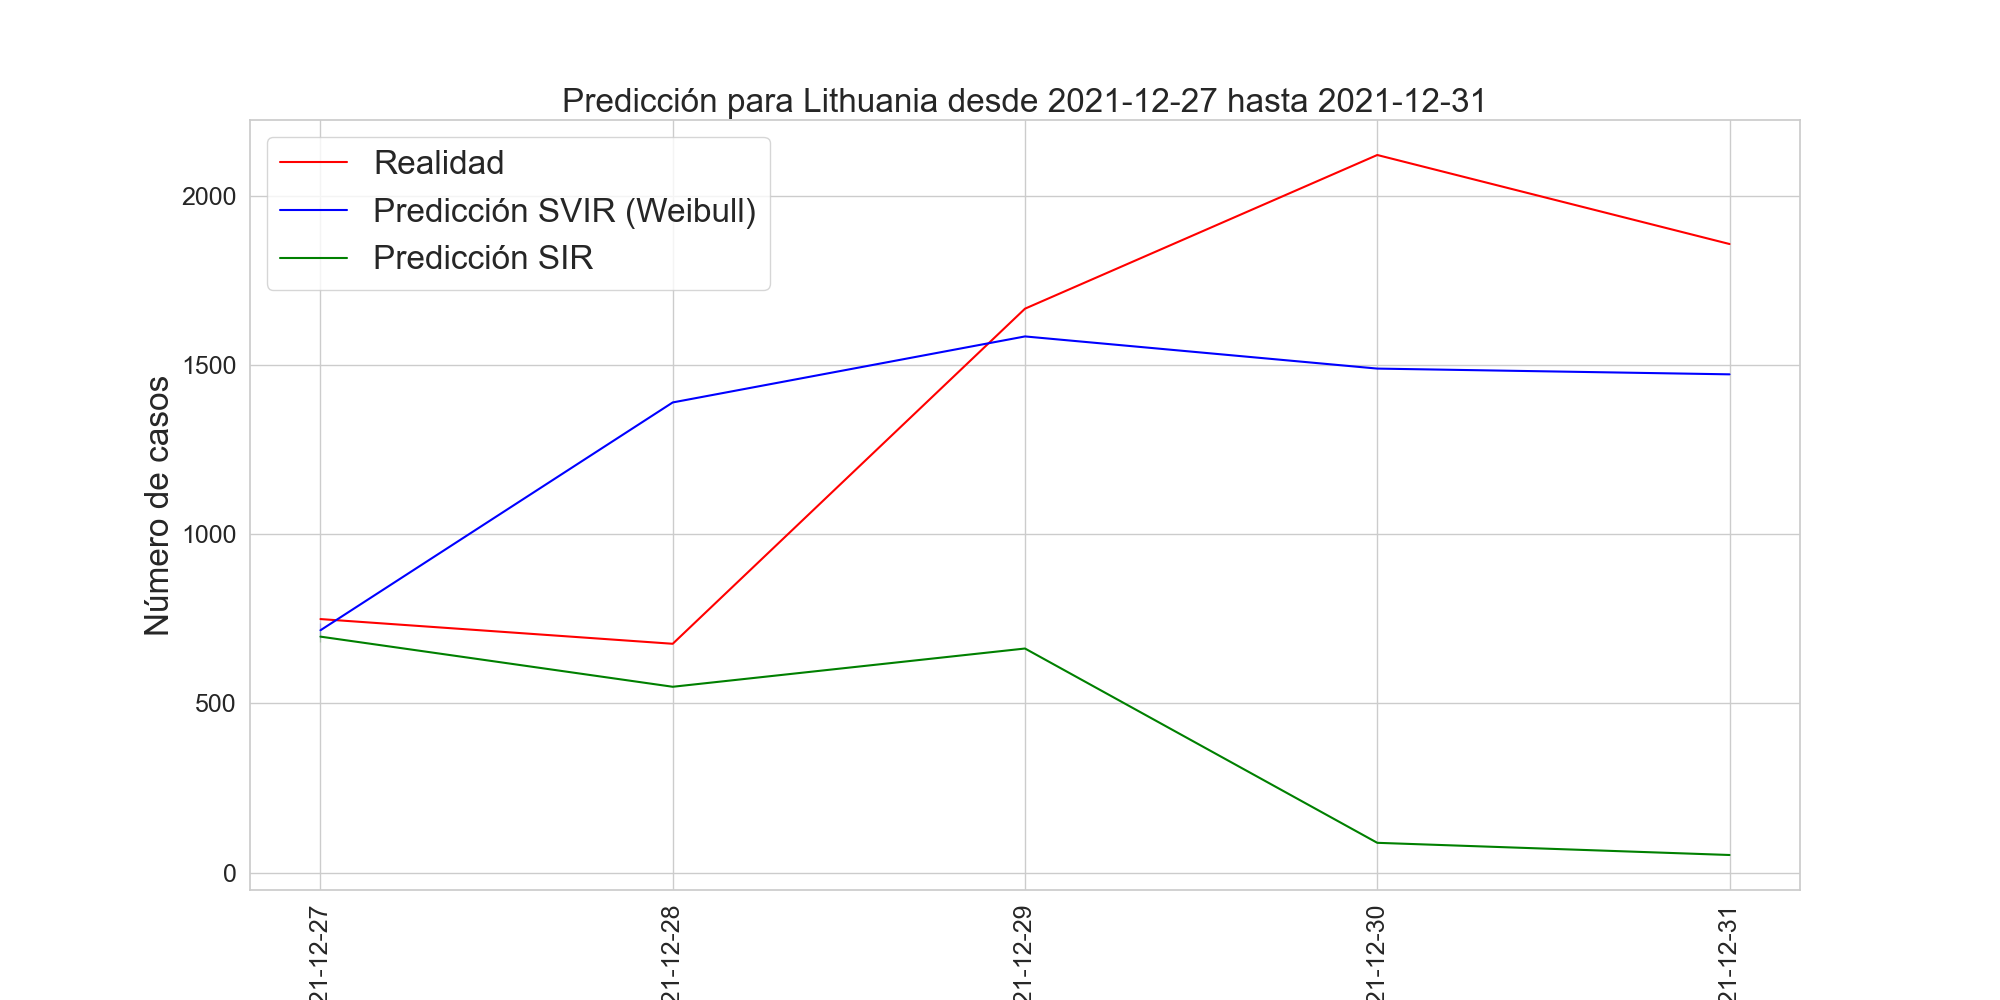 Predicción para Lithuania desde 2021-12-27 hasta 2021-12-31
Realidad
Predicción SVIR (Weibull)
Predicción SIR
Número de casos
2000
1500
1000
500
0
21-12-27
21-12-28
21-12-29
21-12-30
21-12-31